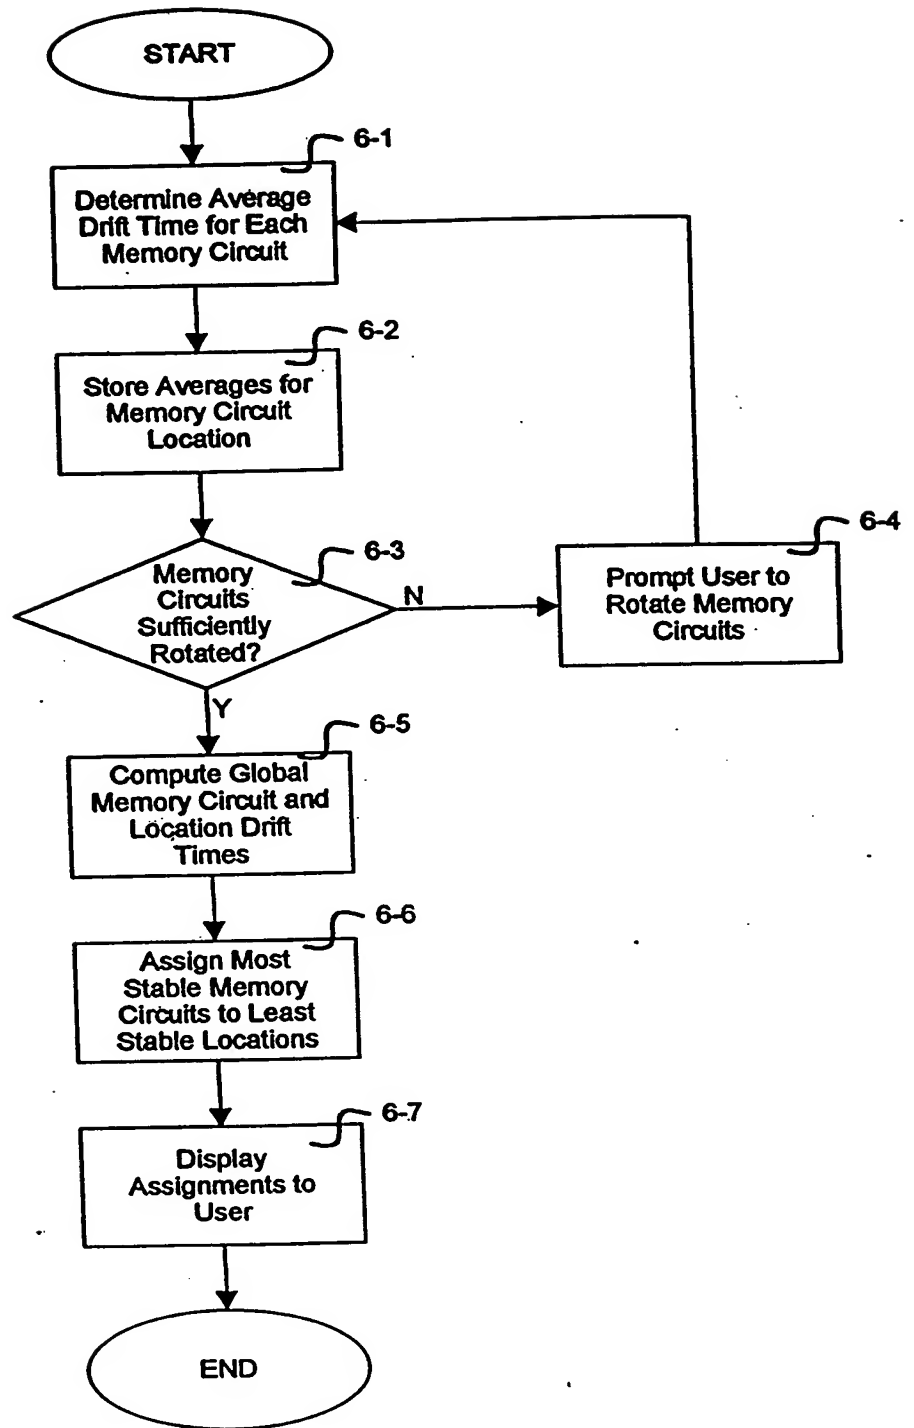 START
6-1
Determine Average
Drift Time for Each
Memory Circuit
6-2
Store Averages for
Memory Circuit
Location
6-3
Memory
Circuits
Sufficiently
Rotated?
N
6-4
Prompt User to
Rotate Memory
Circuits
Y
6-5
Compute Global
Memory Circuit and
Location Drift
Times
6-6
Assign Most
Stable Memory
Circuits to Least
Stable Locations
6-7
Display
Assignments to
User
END